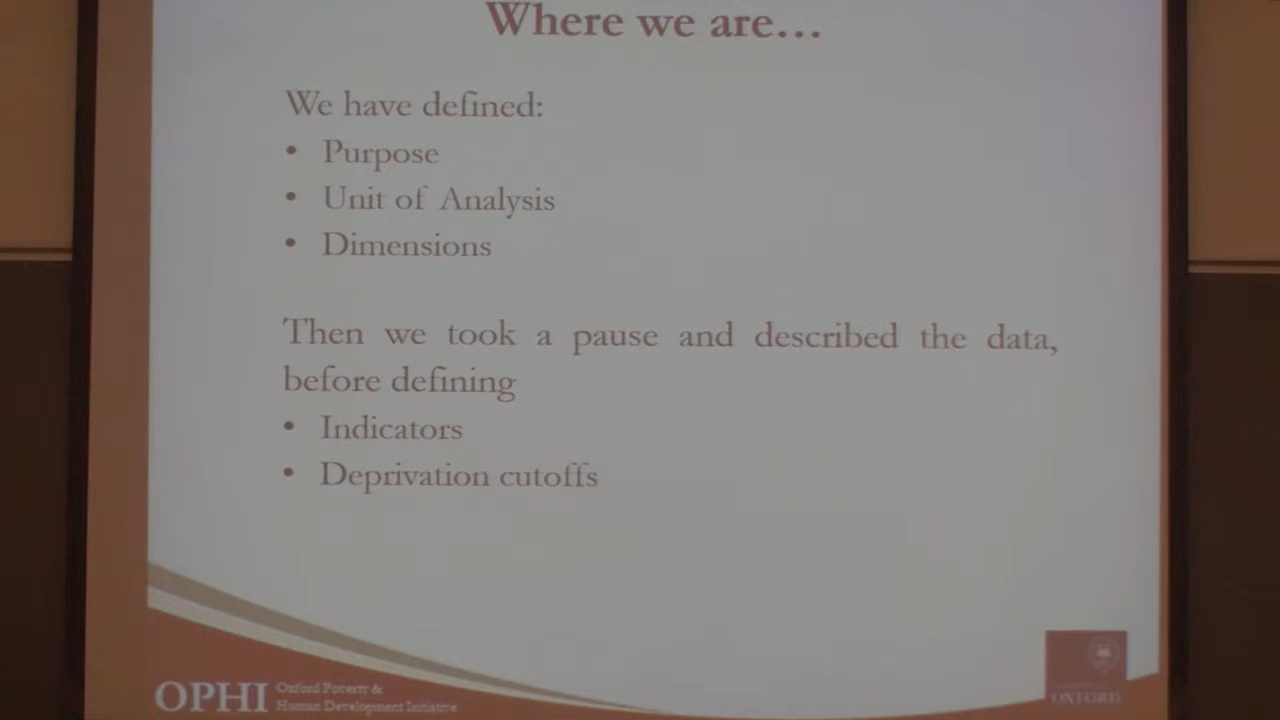 Where we are...
We have defined:
• Purpose
• Unit of Analysis
• Dimensions
Then we took a pause and described the data,
before defining
• Indicators
• Deprivation cutoffs
OPHI
Oxford Poverty &
Human Development Initiative
OXFORD